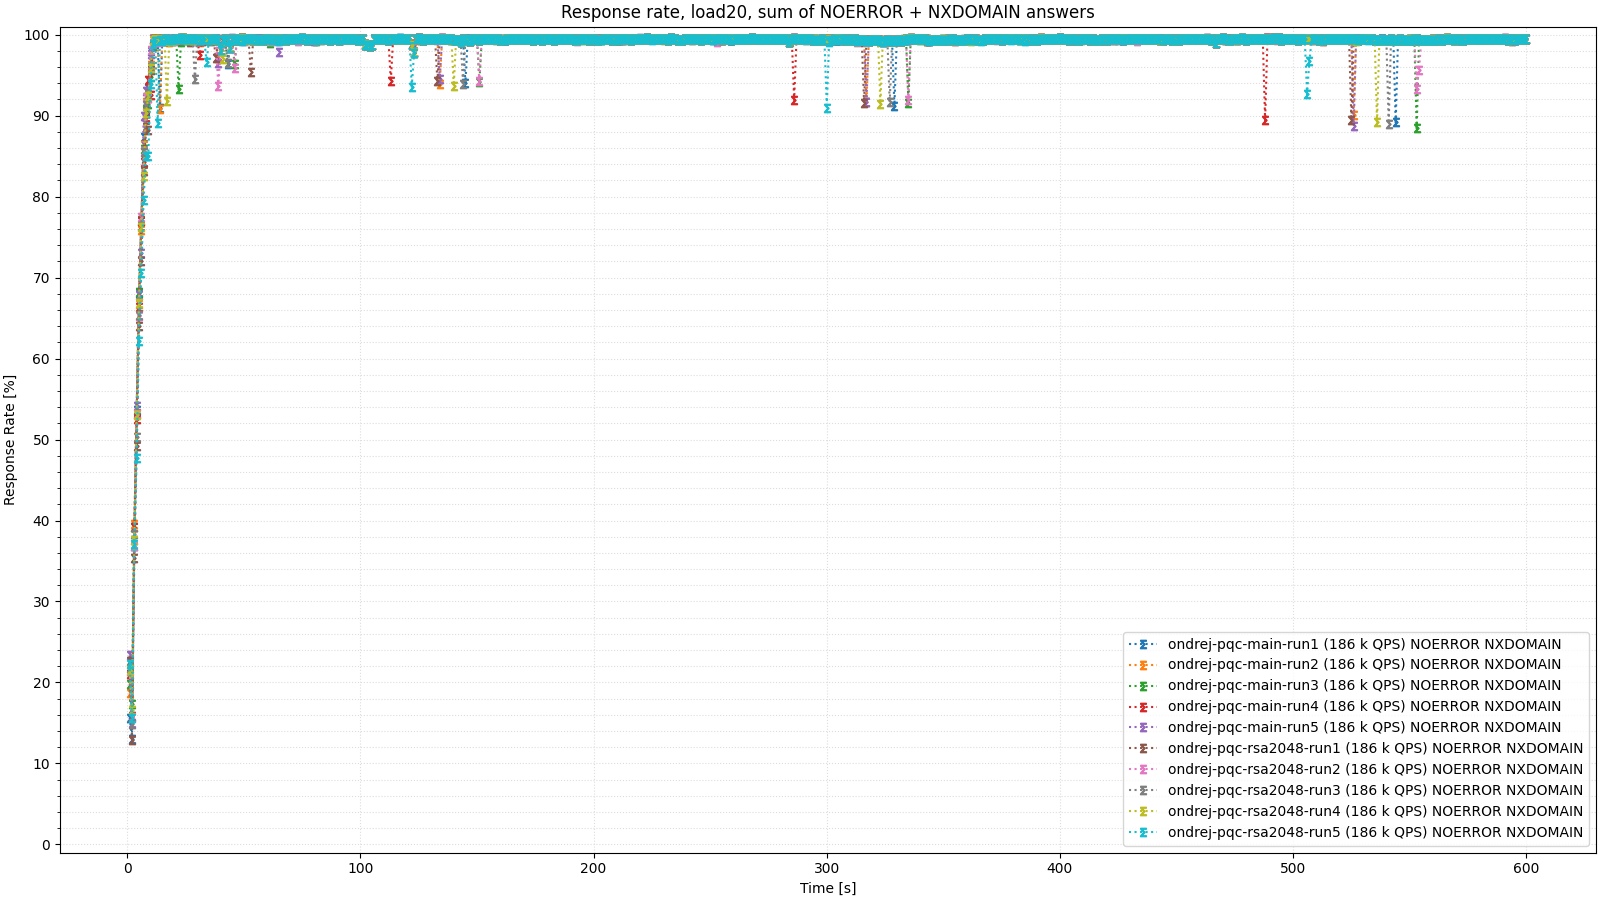 Response rate, load20, sum of NOERROR + NXDOMAIN answers
100
90
80
70
60
50
40
30
20
10
0
Response Rate [%]
0 100 200 300 400 500 600
Time [s]
ondrej-pqc-main-run1 (186 k QPS) NOERROR NXDOMAIN
ondrej-pqc-main-run2 (186 k QPS) NOERROR NXDOMAIN
ondrej-pqc-main-run3 (186 k QPS) NOERROR NXDOMAIN
ondrej-pqc-main-run4 (186 k QPS) NOERROR NXDOMAIN
ondrej-pqc-main-run5 (186 k QPS) NOERROR NXDOMAIN
ondrej-pqc-rsa2048-run1 (186 k QPS) NOERROR NXDOMAIN
ondrej-pqc-rsa2048-run2 (186 k QPS) NOERROR NXDOMAIN
ondrej-pqc-rsa2048-run3 (186 k QPS) NOERROR NXDOMAIN
ondrej-pqc-rsa2048-run4 (186 k QPS) NOERROR NXDOMAIN
ondrej-pqc-rsa2048-run5 (186 k QPS) NOERROR NXDOMAIN